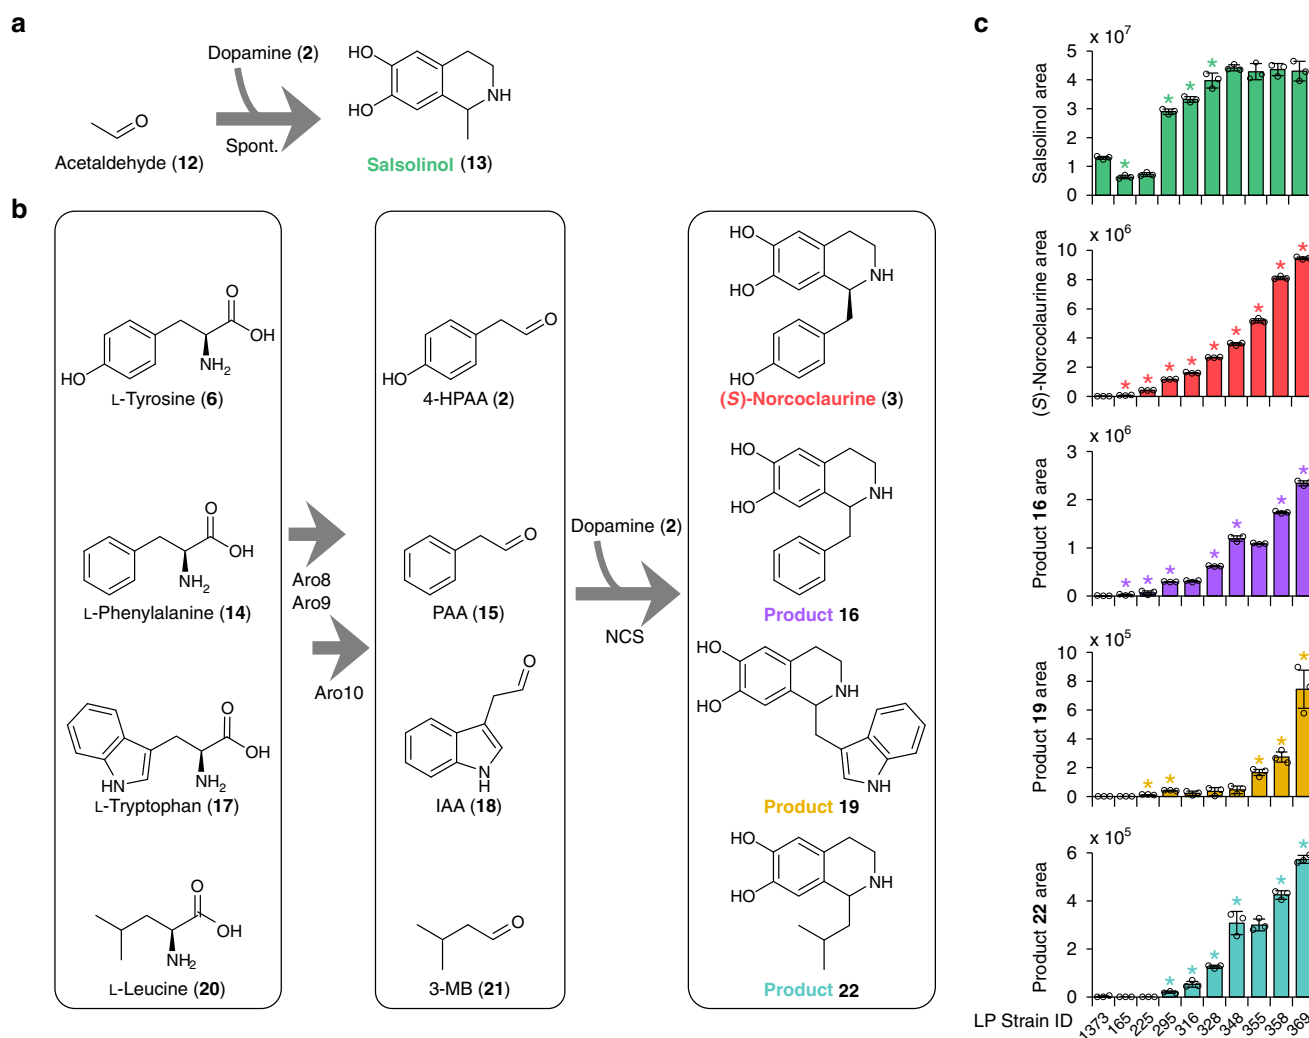 a
Dopamine (2)
Spont.
O
Acetaldehyde (12)
HO
HO
NH
Salsolinol (13)
b
O
OH
NH2
HO
L-Tyrosine (6)
O
OH
NH2
L-Phenylalanine (14)
O
OH
NH2
HN
L-Tryptophan (17)
O
OH
NH2
L-Leucine (20)
Aro8
Aro9
Aro10
O
HO
4-HPAA (2)
O
PAA (15)
O
N
H
IAA (18)
O
3-MB (21)
Dopamine (2)
NCS
HO
HO
NH
HO
(S)-Norcoclaurine (3)
HO
HO
NH
Product 16
HO
HO
NH
NH
Product 19
HO
HO
NH
Product 22
c
x 10^7
Salsolinol area
5
4
3
2
1
0
* * * *
x 10^6
(S)-Norcoclaurine area
10
8
6
4
2
0
* * * * * * * * *
x 10^6
Product 16 area
3
2
1
0
* * * * * * *
x 10^5
Product 19 area
10
8
6
4
2
0
* * * * *
x 10^5
Product 22 area
6
4
2
0
* * * * * *
LP Strain ID
1373 165 225 295 316 328 348 355 358 369